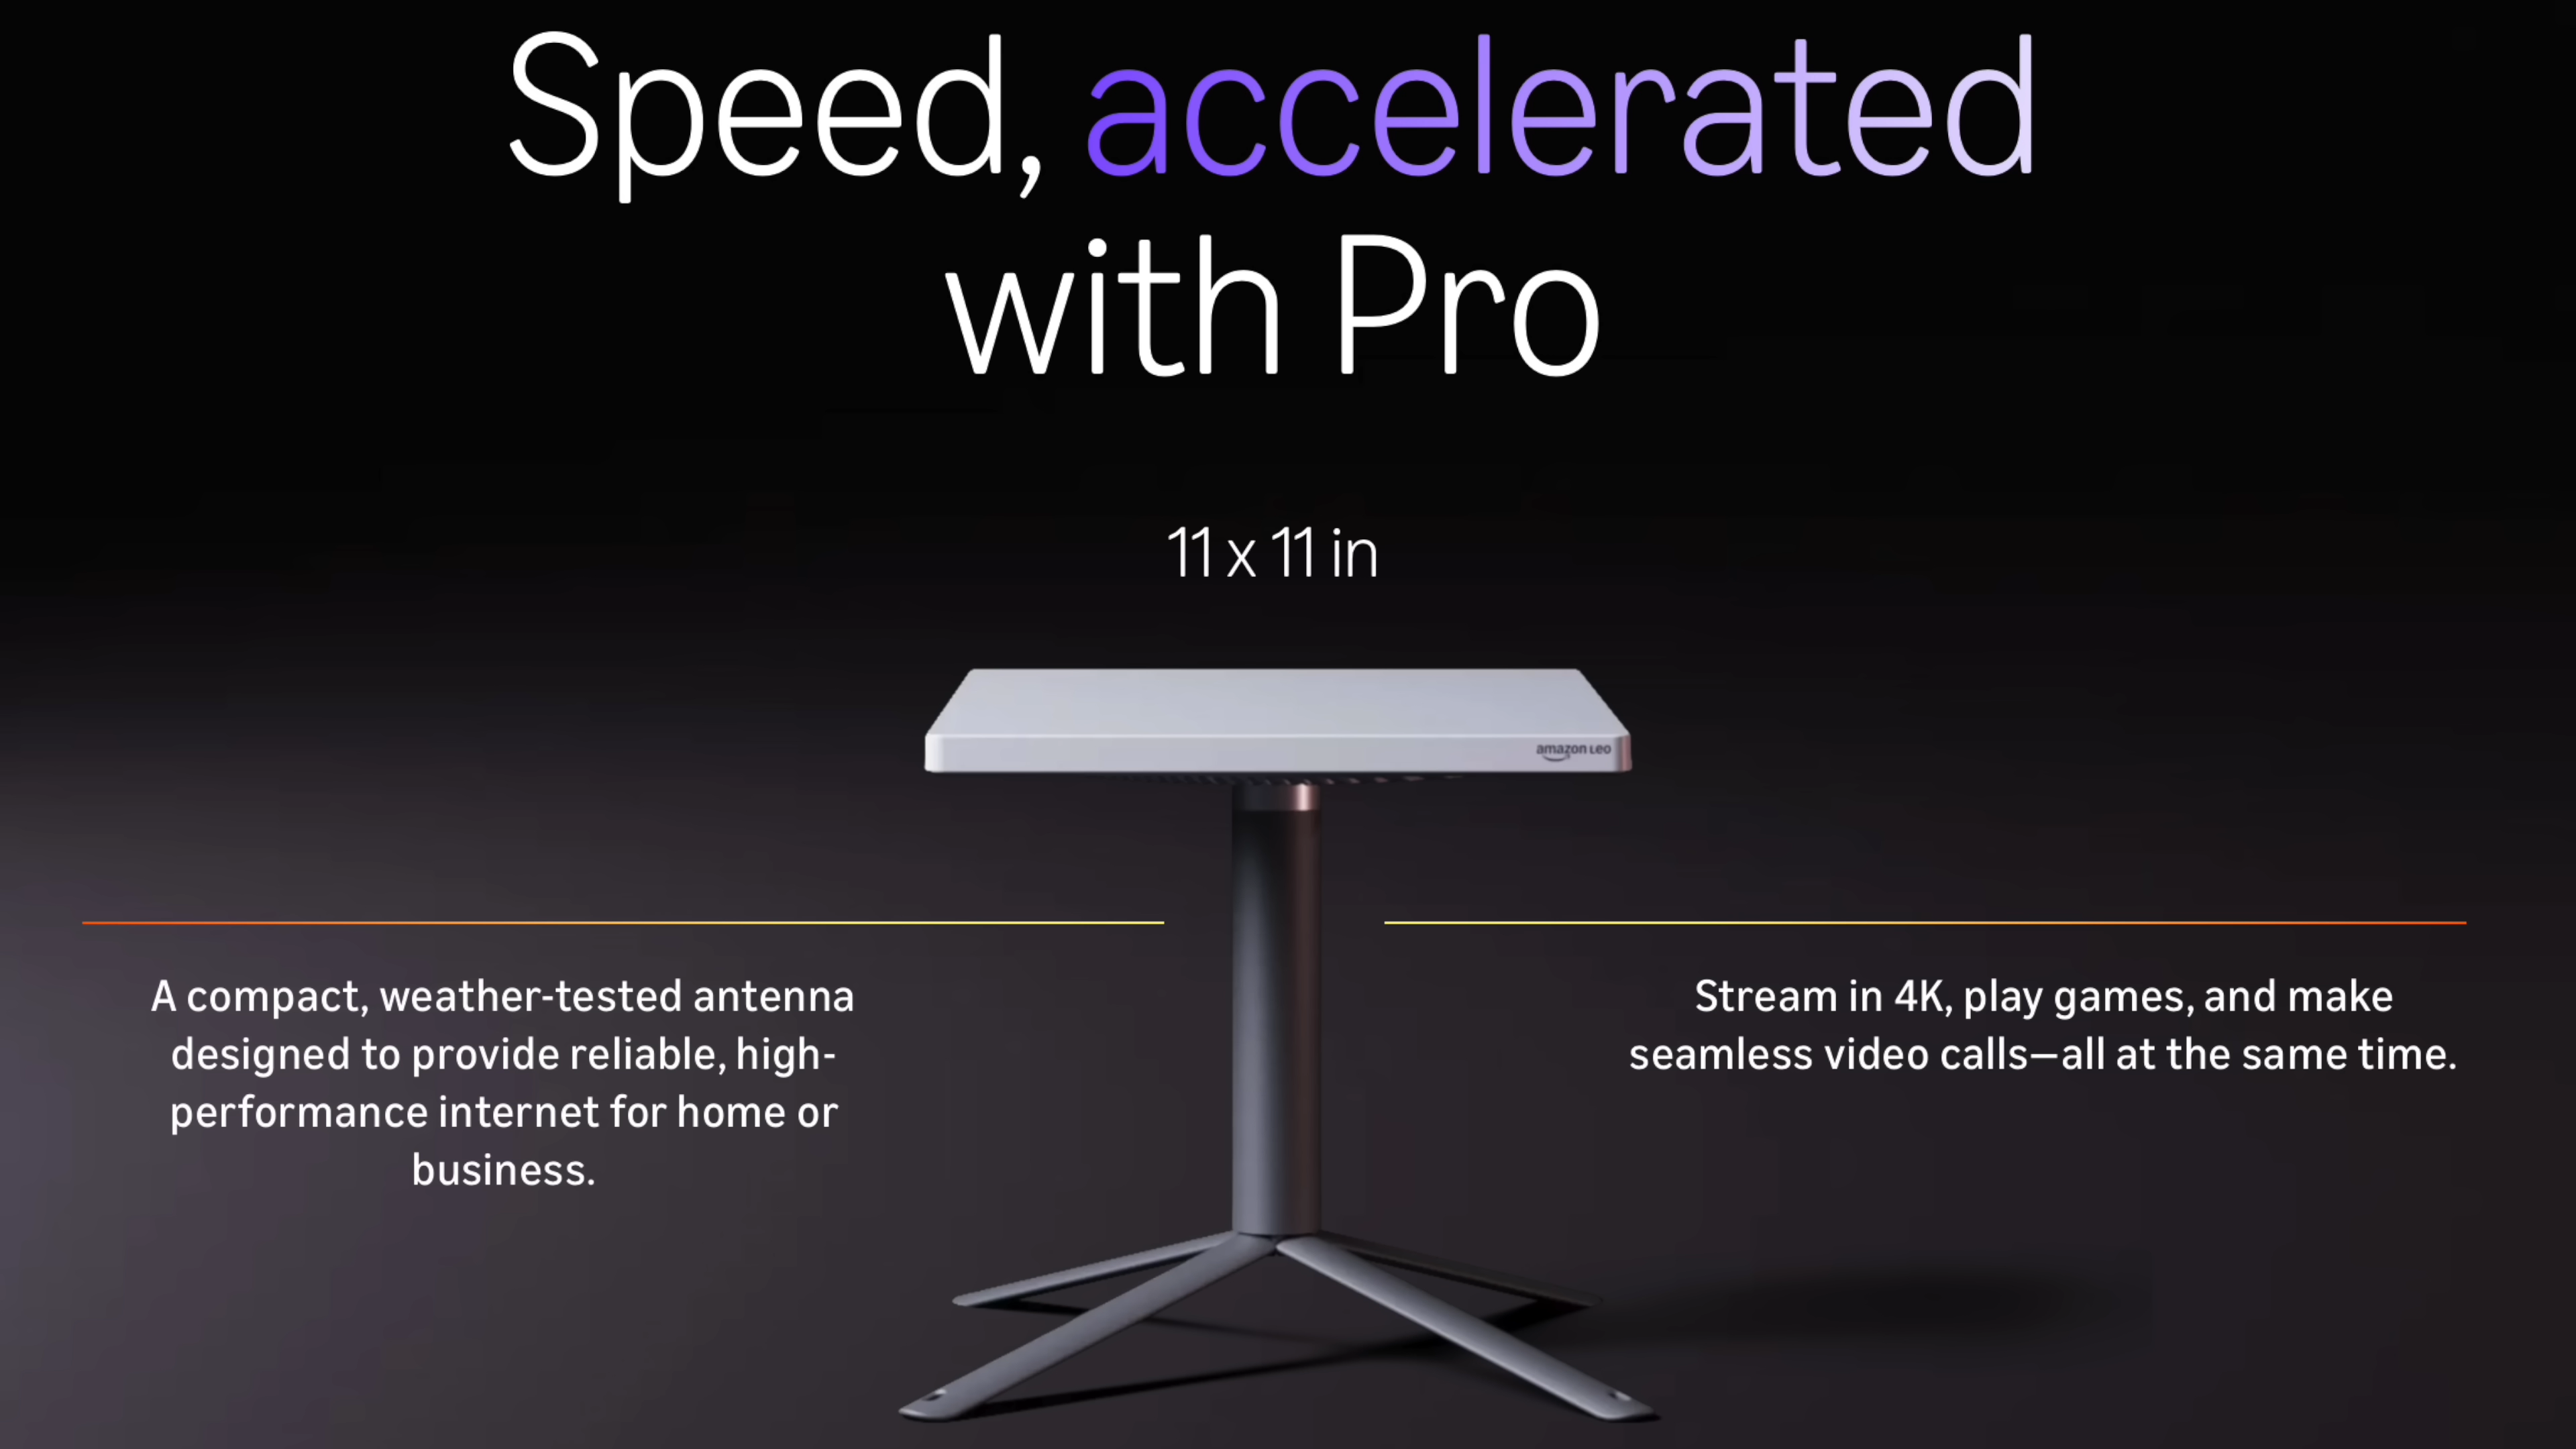 Speed, accelerated
with Pro
11 x 11 in
amazon LEO
A compact, weather-tested antenna
designed to provide reliable, high-
performance internet for home or
business.
Stream in 4K, play games, and make
seamless video calls—all at the same time.